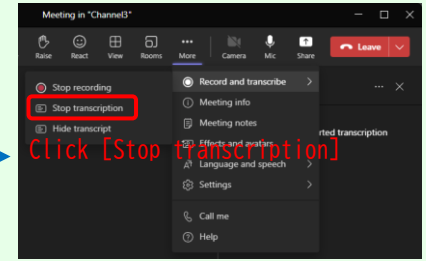 Meeting in "Channel3"
Raise React View Rooms More Camera Mic Share Leave
Stop recording
Stop transcription
Hide transcript
Record and transcribe
Meeting info
Meeting notes
Effects and avatars
Language and speech
Settings
Call me
Help
rted transcription
Click [Stop transcription]